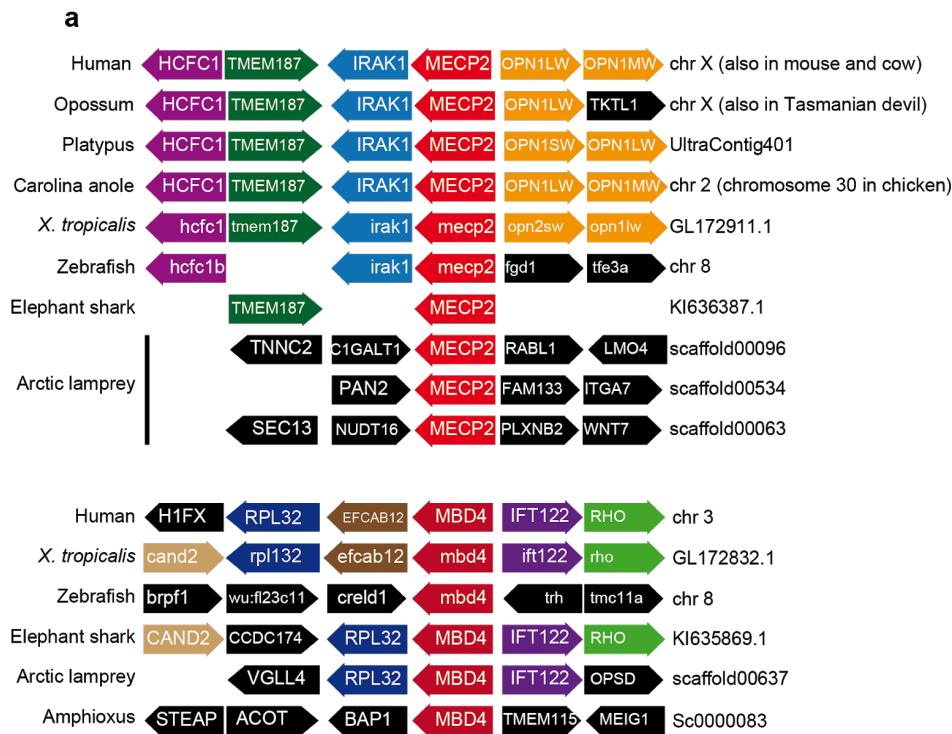 a
Human HCFC1 TMEM187 IRAK1 MECP2 OPN1LW OPN1MW chr X (also in mouse and cow)
Opossum HCFC1 TMEM187 IRAK1 MECP2 OPN1LW TKTL1 chr X (also in Tasmanian devil)
Platypus HCFC1 TMEM187 IRAK1 MECP2 OPN1SW OPN1LW UltraContig401
Carolina anole HCFC1 TMEM187 IRAK1 MECP2 OPN1LW OPN1MW chr 2 (chromosome 30 in chicken)
X. tropicalis hcfc1 tmem187 irak1 mecp2 opn2sw opn1lw GL172911.1
Zebrafish hcfc1b irak1 mecp2 fgd1 tfe3a chr 8
Elephant shark TMEM187 MECP2 KI636387.1
TNNC2 C1GALT1 MECP2 RABL1 LMO4 scaffold00096
Arctic lamprey PAN2 MECP2 FAM133 ITGA7 scaffold00534
SEC13 NUDT16 MECP2 PLXNB2 WNT7 scaffold00063
Human H1FX RPL32 EFCAB12 MBD4 IFT122 RHO chr 3
X. tropicalis cand2 rpl132 efcab12 mbd4 ift122 rho GL172832.1
Zebrafish brpf1 wu:fl23c11 creld1 mbd4 trh tmc11a chr 8
Elephant shark CAND2 CCDC174 RPL32 MBD4 IFT122 RHO KI635869.1
Arctic lamprey VGLL4 RPL32 MBD4 IFT122 OPSD scaffold00637
Amphioxus STEAP ACOT BAP1 MBD4 TMEM115 MEIG1 Sc0000083